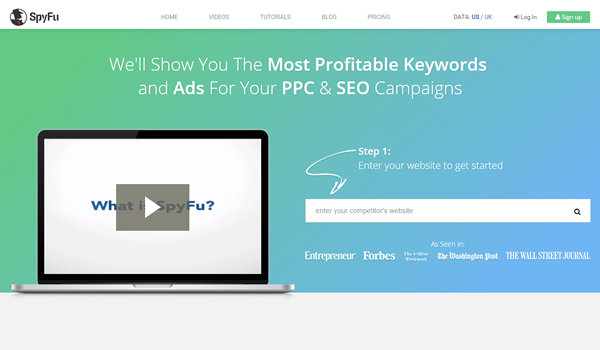 SpyFu
HOME
VIDEOS
TUTORIALS
BLOG
PRICING
DATA: US / UK
Log In
Sign up
We'll Show You The Most Profitable Keywords
and Ads For Your PPC & SEO Campaigns
What is SpyFu?
Step 1:
Enter your website to get started
enter your competitor's website
As Seen In:
Entrepreneur
Forbes
The 4-Hour
Workweek
The Washington Post
THE WALL STREET JOURNAL